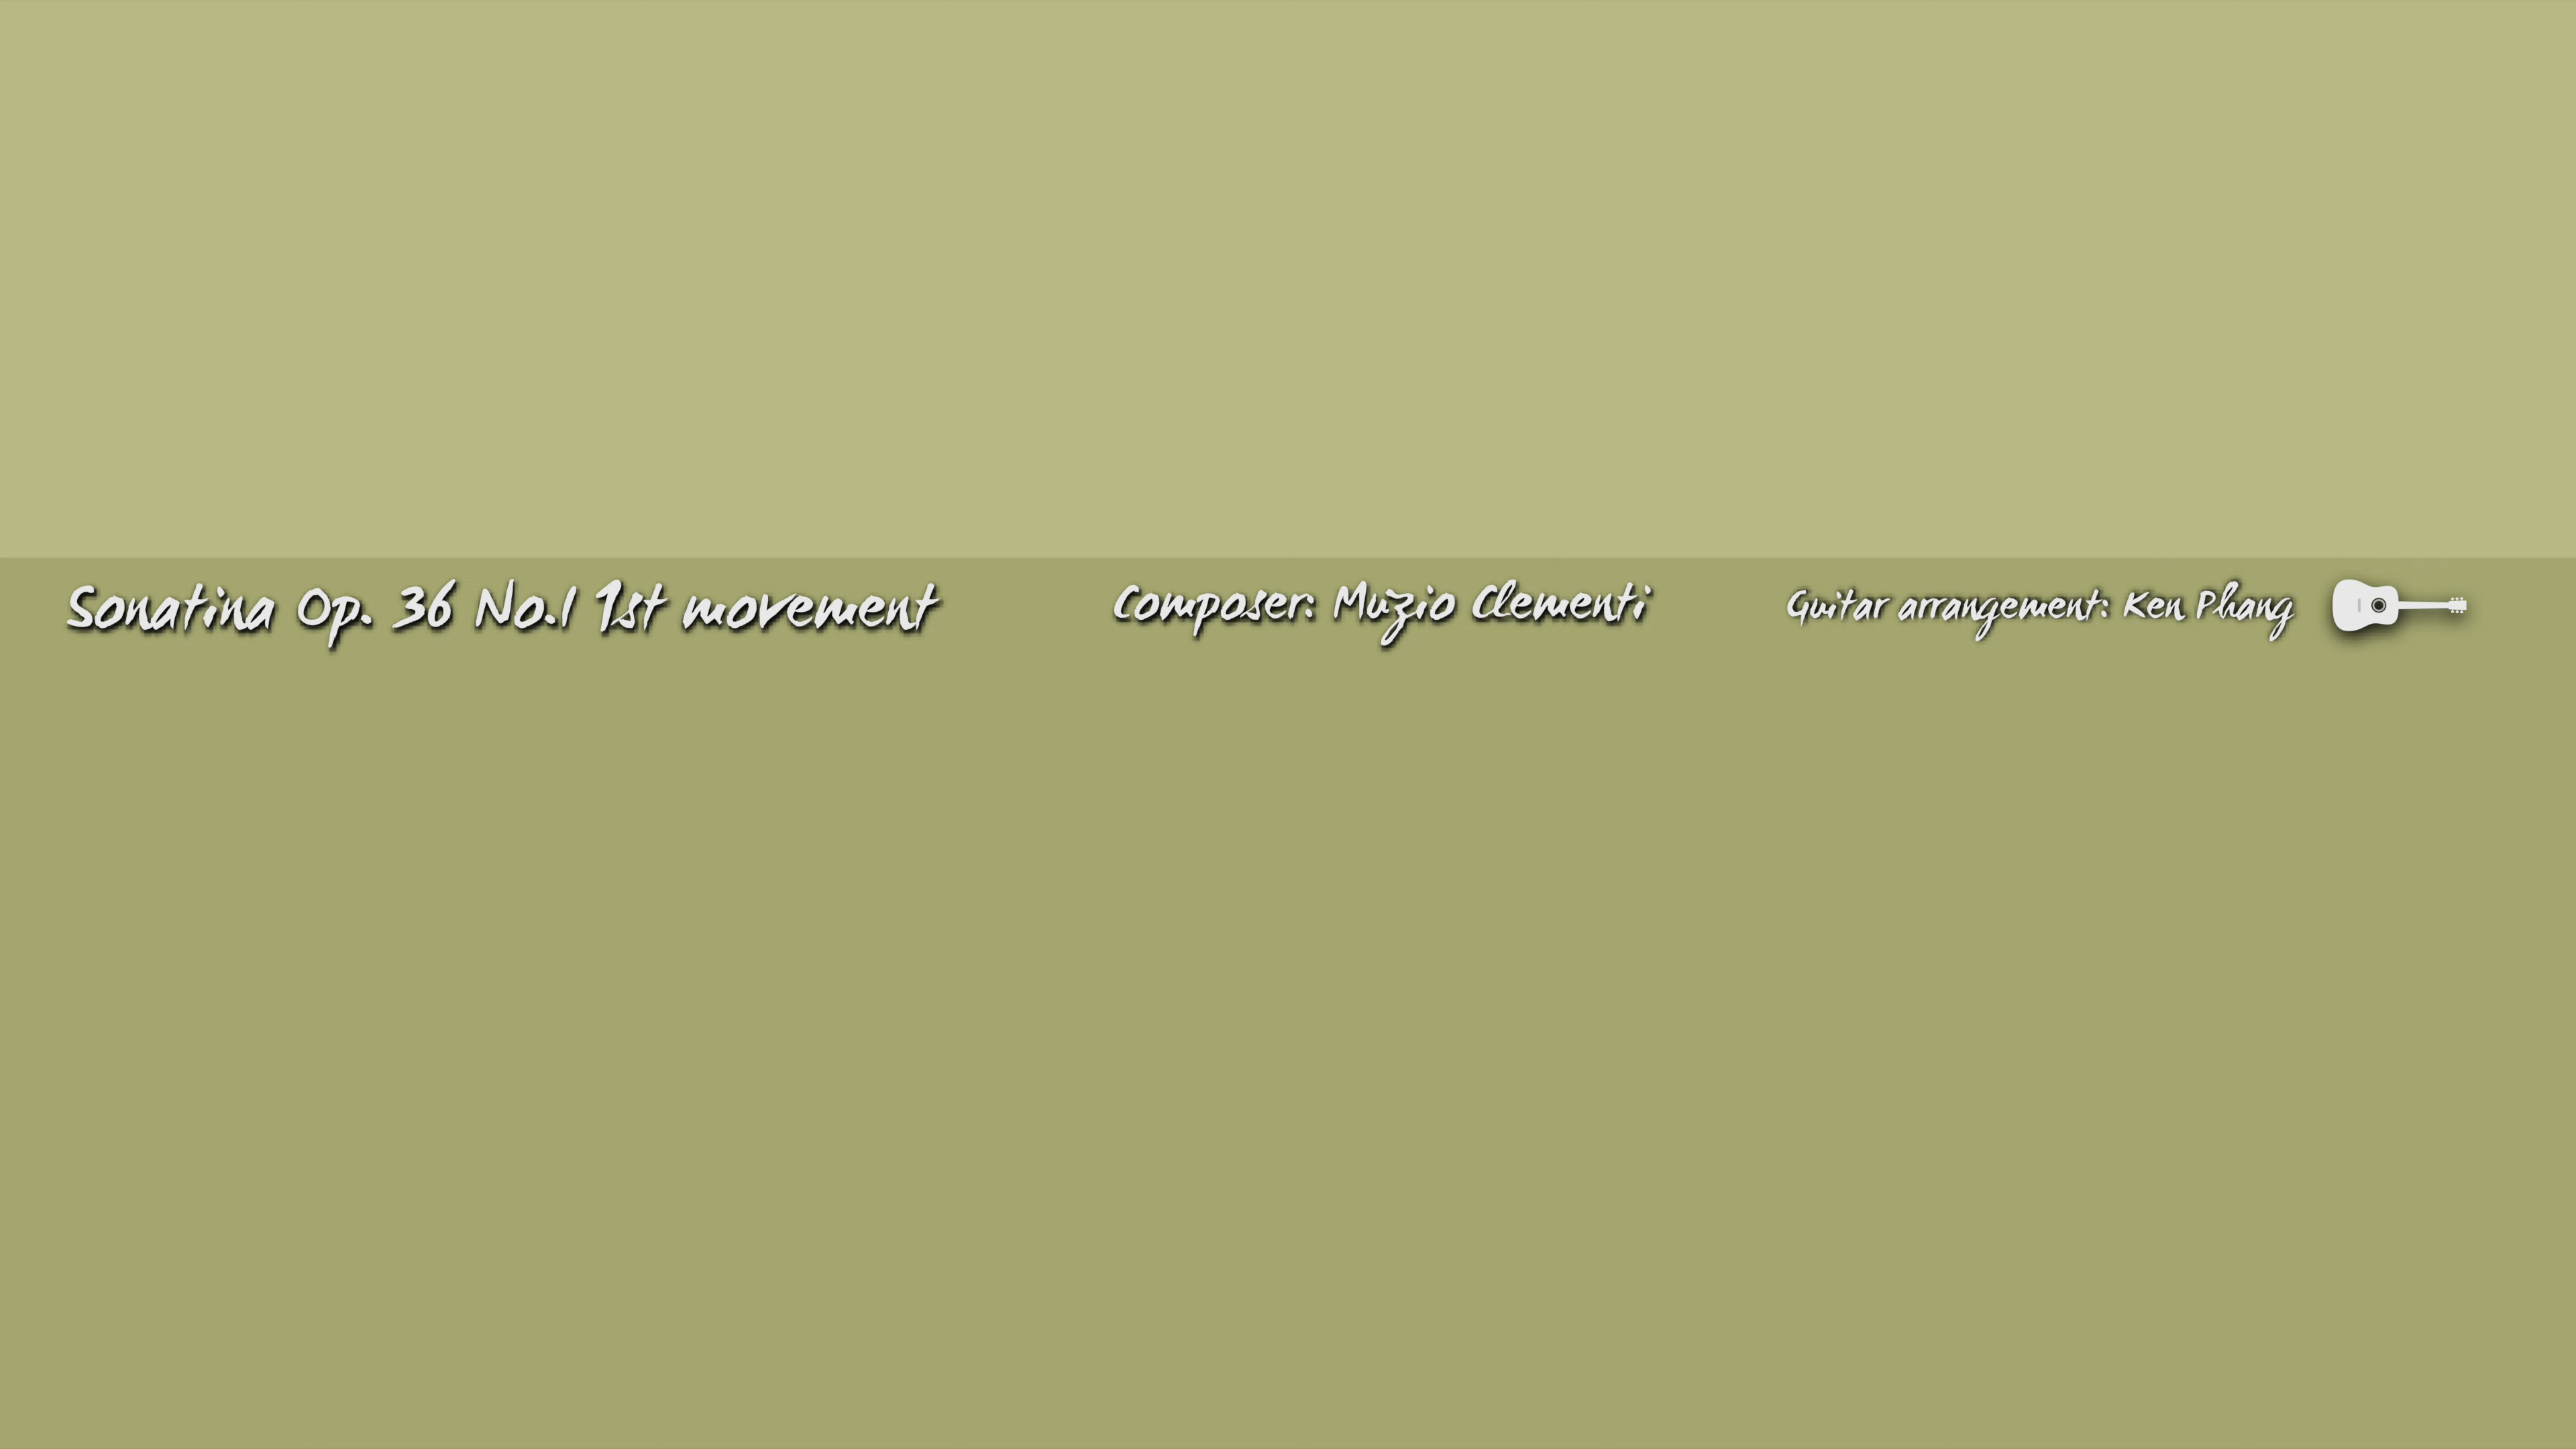 Sonatina Op. 36 No.1 1st movement
Composer: Muzio Clementi
Guitar arrangement: Ken Phang